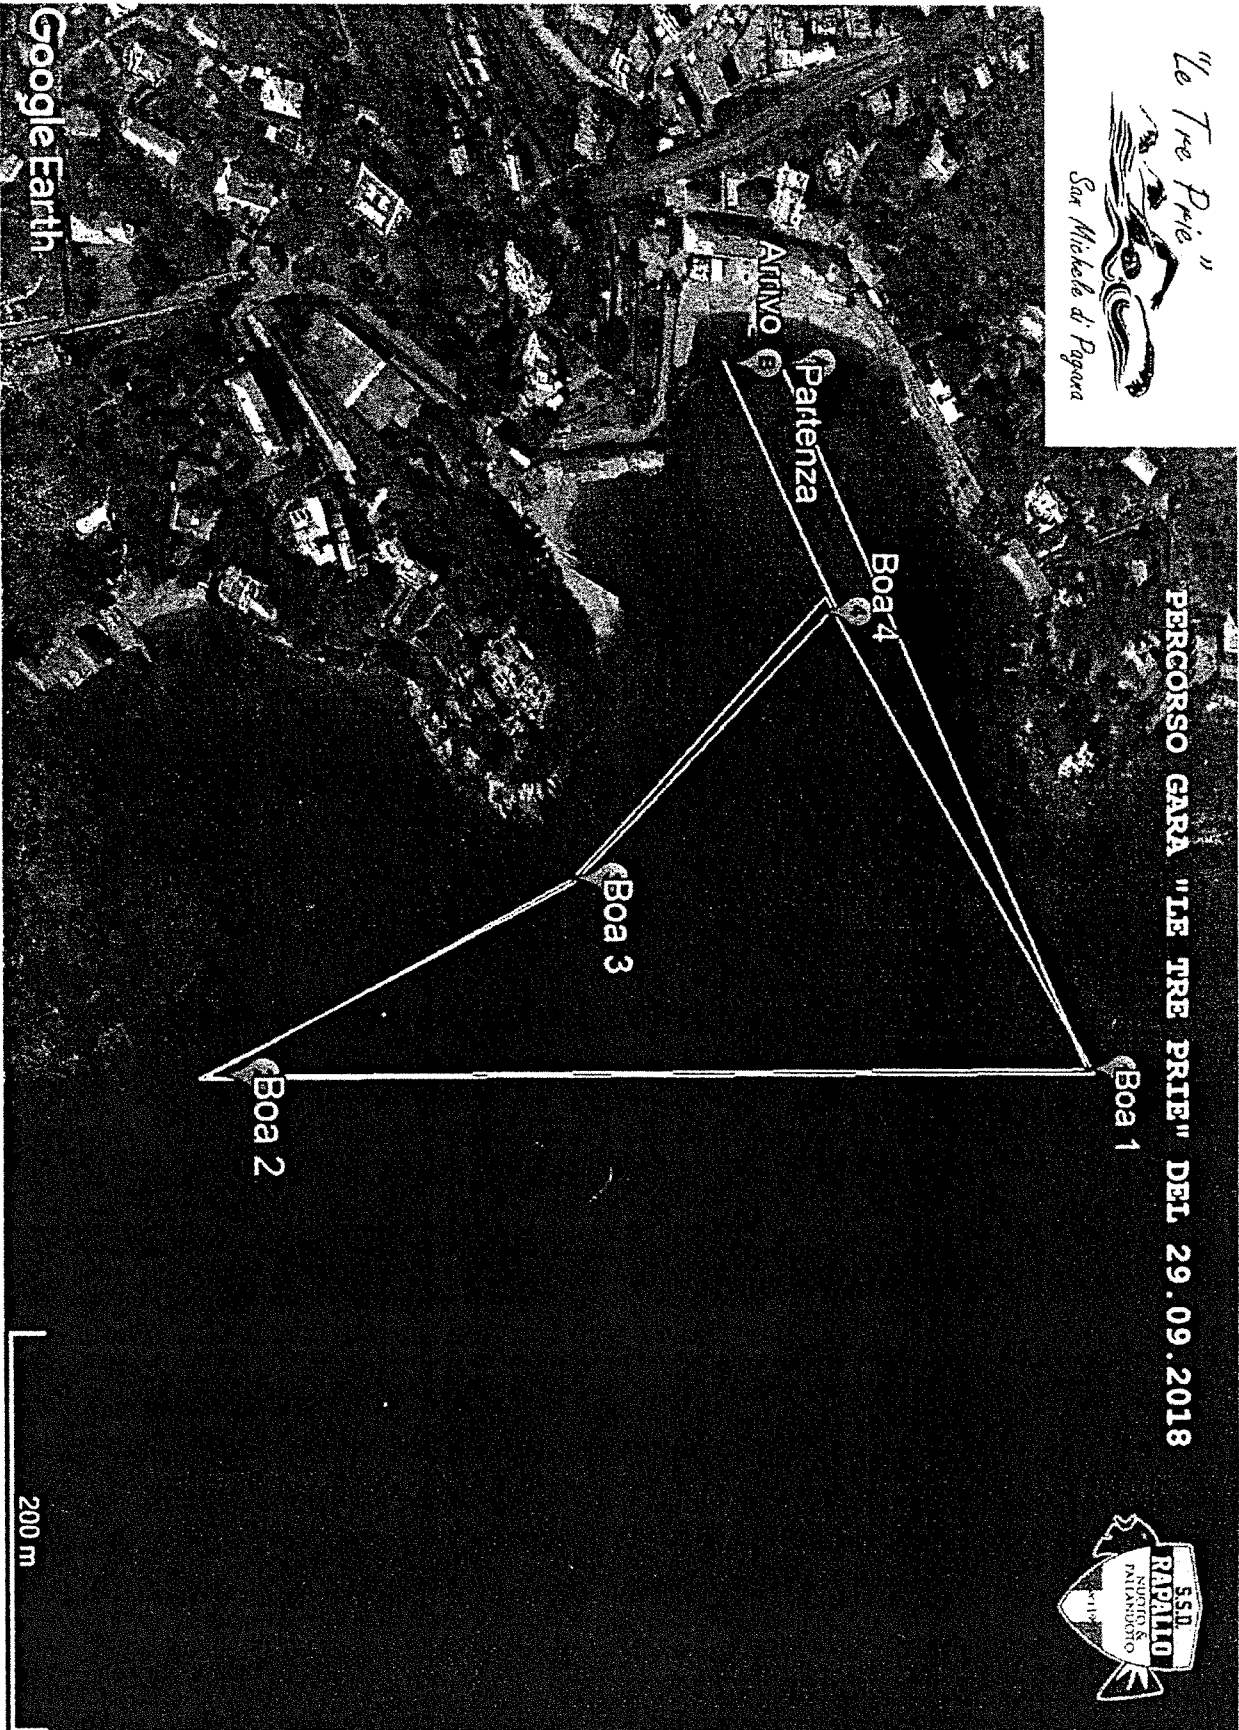 "Le Tre Prie"
San Michele di Pagana
PERCORSO GARA "LE TRE PRIE" DEL 29.09.2018
S.S.D.
RAPALLO
NUOTO &
PALLANUOTO
Boa 1
Boa 4
Partenza
Arrivo
Boa 3
Boa 2
Google Earth
200 m